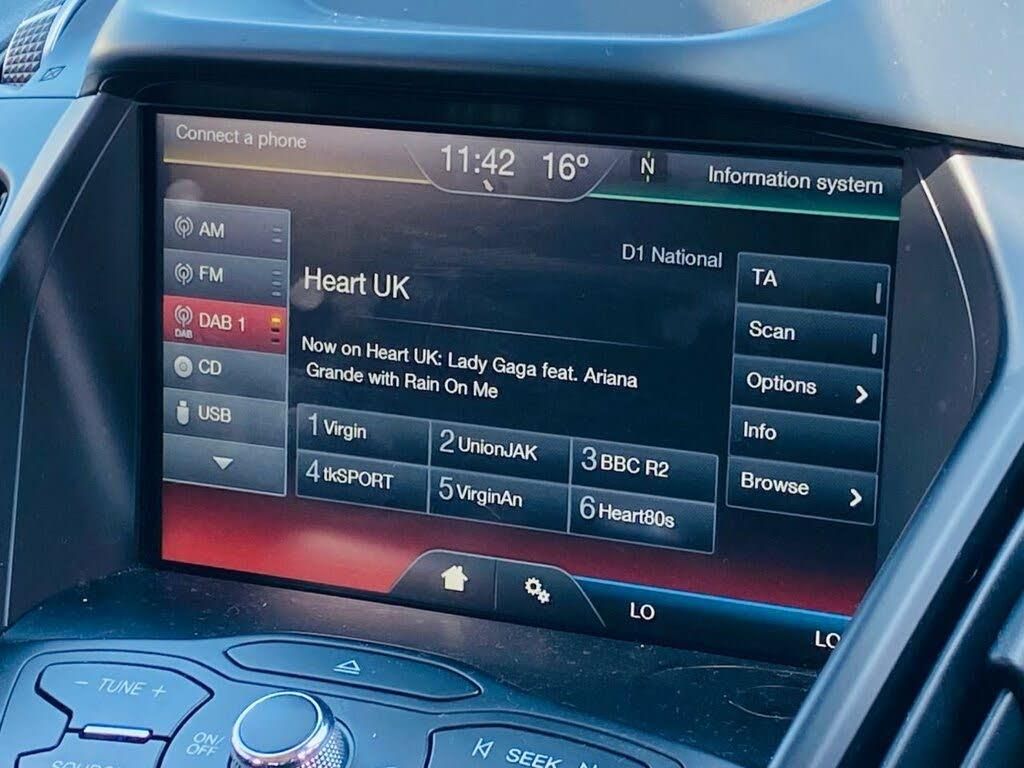 Connect a phone
11:42 16° N
Information system
AM
FM
DAB
DAB 1
CD
USB
D1 National
Heart UK
Now on Heart UK: Lady Gaga feat. Ariana
Grande with Rain On Me
1 Virgin
2 UnionJAK
3 BBC R2
4 tkSPORT
5 VirginAn
6 Heart80s
TA
Scan
Options
Info
Browse
LO
LO
- TUNE +
ON/
OFF
SEEK